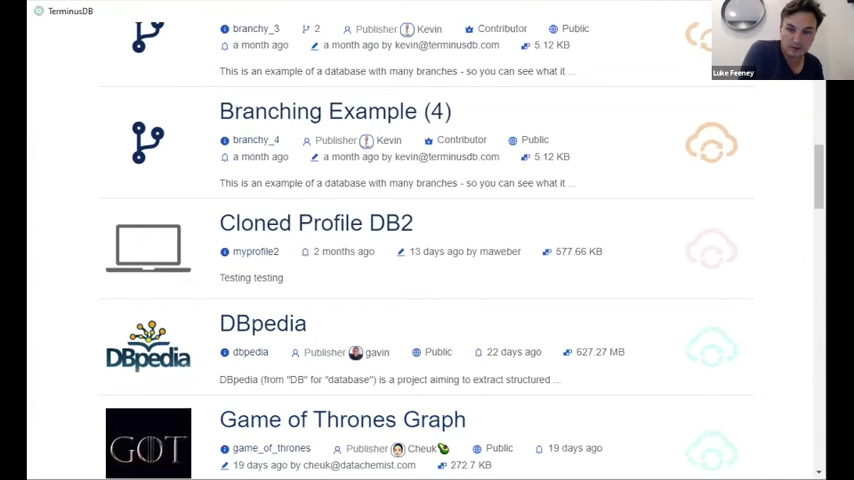 TerminusDB
branchy_3 2 Publisher Kevin Contributor Public
a month ago a month ago by kevin@terminusdb.com 5.12 KB
This is an example of a database with many branches - so you can see what it ...
Luke Feeney
Branching Example (4)
branchy_4 Publisher Kevin Contributor Public
a month ago a month ago by kevin@terminusdb.com 5.12 KB
This is an example of a database with many branches - so you can see what it ...
Cloned Profile DB2
myprofile2 2 months ago 13 days ago by maweber 577.66 KB
Testing testing
DBpedia
DBpedia
dbpedia Publisher gavin Public 22 days ago 627.27 MB
DBpedia (from "DB" for "database") is a project aiming to extract structured ...
GOT
Game of Thrones Graph
game_of_thrones Publisher Cheuk Public 19 days ago
19 days ago by cheuk@datachemist.com 272.7 KB